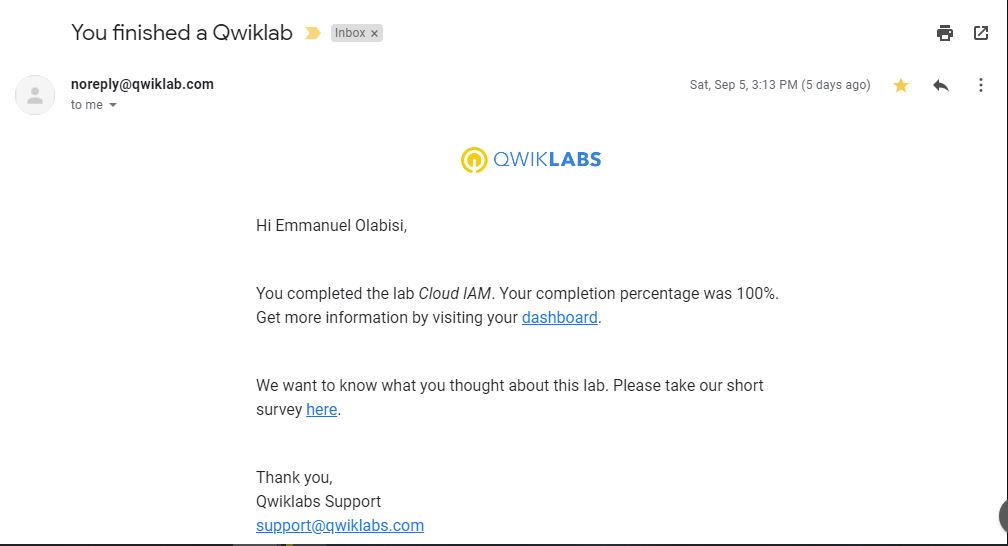 You finished a Qwiklab
Inbox ×
noreply@qwiklab.com
Sat, Sep 5, 3:13 PM (5 days ago)
to me
QWIKLABS
Hi Emmanuel Olabisi,
You completed the lab Cloud IAM. Your completion percentage was 100%.
Get more information by visiting your dashboard.
We want to know what you thought about this lab. Please take our short
survey here.
Thank you,
Qwiklabs Support
support@qwiklabs.com